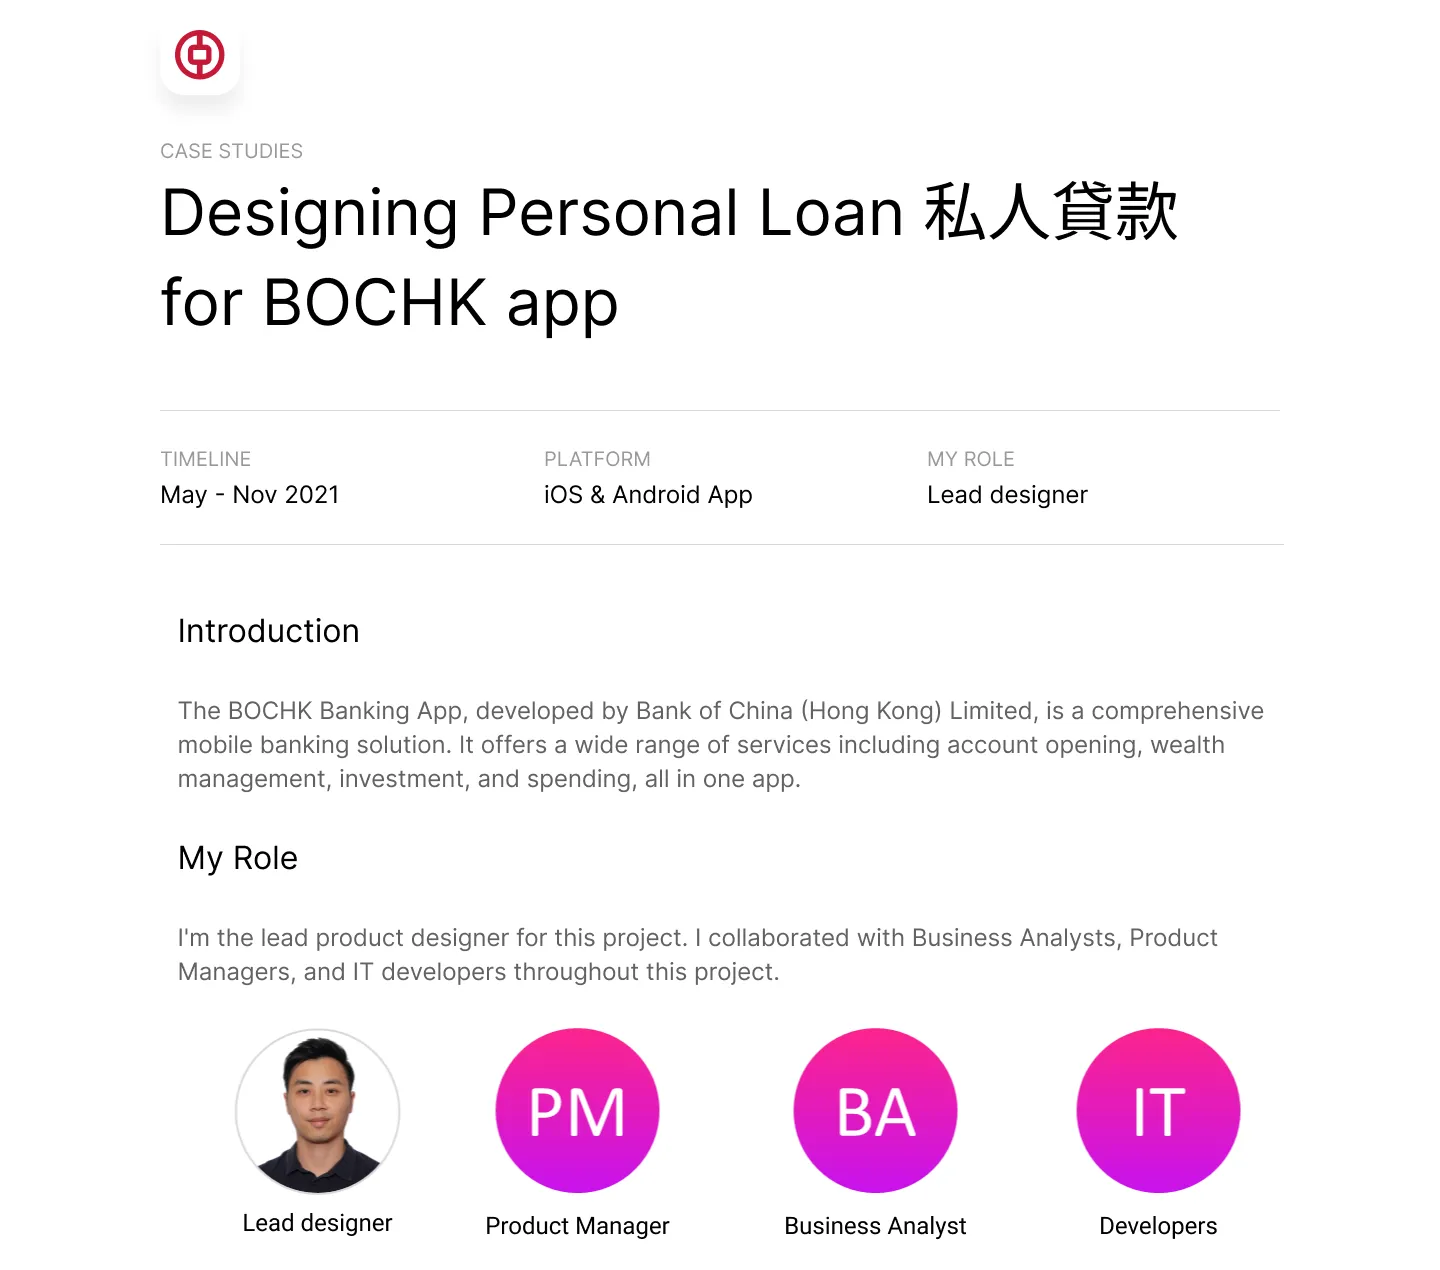 CASE STUDIES
Designing Personal Loan 私人貸款
for BOCHK app
TIMELINE
May - Nov 2021
PLATFORM
iOS & Android App
MY ROLE
Lead designer
Introduction
The BOCHK Banking App, developed by Bank of China (Hong Kong) Limited, is a comprehensive
mobile banking solution. It offers a wide range of services including account opening, wealth
management, investment, and spending, all in one app.
My Role
I'm the lead product designer for this project. I collaborated with Business Analysts, Product
Managers, and IT developers throughout this project.
PM
BA
IT
Lead designer
Product Manager
Business Analyst
Developers